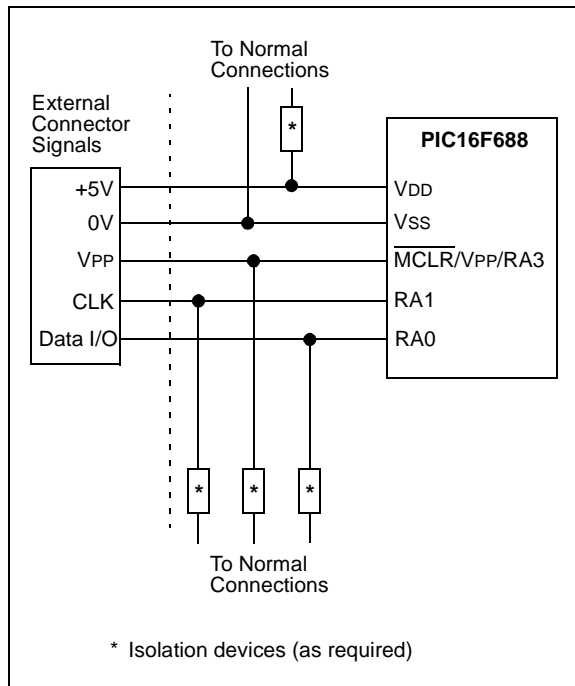 To Normal
Connections
External
Connector
Signals
*
PIC16F688
+5V
VDD
0V
VSS
VPP
MCLR/VPP/RA3
CLK
RA1
Data I/O
RA0
* * *
To Normal
Connections
* Isolation devices (as required)